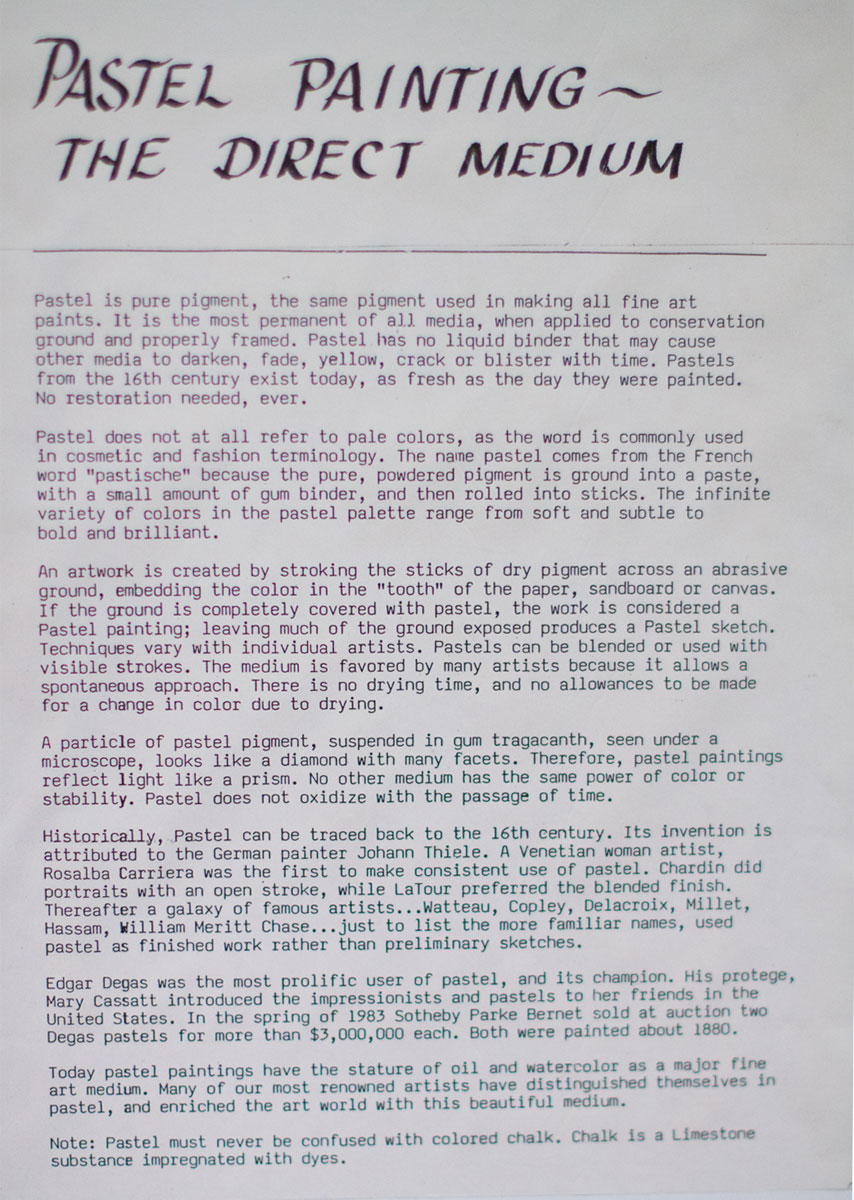 PASTEL PAINTING ~
THE DIRECT MEDIUM
Pastel is pure pigment, the same pigment used in making all fine art
paints. It is the most permanent of all media, when applied to conservation
ground and properly framed. Pastel has no liquid binder that may cause
other media to darken, fade, yellow, crack or blister with time. Pastels
from the 16th century exist today, as fresh as the day they were painted.
No restoration needed, ever.
Pastel does not at all refer to pale colors, as the word is commonly used
in cosmetic and fashion terminology. The name pastel comes from the French
word "pastische" because the pure, powdered pigment is ground into a paste,
with a small amount of gum binder, and then rolled into sticks. The infinite
variety of colors in the pastel palette range from soft and subtle to
bold and brilliant.
An artwork is created by stroking the sticks of dry pigment across an abrasive
ground, embedding the color in the "tooth" of the paper, sandboard or canvas.
If the ground is completely covered with pastel, the work is considered a
Pastel painting; leaving much of the ground exposed produces a Pastel sketch.
Techniques vary with individual artists. Pastels can be blended or used with
visible strokes. The medium is favored by many artists because it allows a
spontaneous approach. There is no drying time, and no allowances to be made
for a change in color due to drying.
A particle of pastel pigment, suspended in gum tragacanth, seen under a
microscope, looks like a diamond with many facets. Therefore, pastel paintings
reflect light like a prism. No other medium has the same power of color or
stability. Pastel does not oxidize with the passage of time.
Historically, Pastel can be traced back to the 16th century. Its invention is
attributed to the German painter Johann Thiele. A Venetian woman artist,
Rosalba Carriera was the first to make consistent use of pastel. Chardin did
portraits with an open stroke, while LaTour preferred the blended finish.
Thereafter a galaxy of famous artists...Watteau, Copley, Delacroix, Millet,
Hassam, William Meritt Chase...just to list the more familiar names, used
pastel as finished work rather than preliminary sketches.
Edgar Degas was the most prolific user of pastel, and its champion. His protege,
Mary Cassatt introduced the impressionists and pastels to her friends in the
United States. In the spring of 1983 Sotheby Parke Bernet sold at auction two
Degas pastels for more than $3,000,000 each. Both were painted about 1880.
Today pastel paintings have the stature of oil and watercolor as a major fine
art medium. Many of our most renowned artists have distinguished themselves in
pastel, and enriched the art world with this beautiful medium.
Note: Pastel must never be confused with colored chalk. Chalk is a Limestone
substance impregnated with dyes.